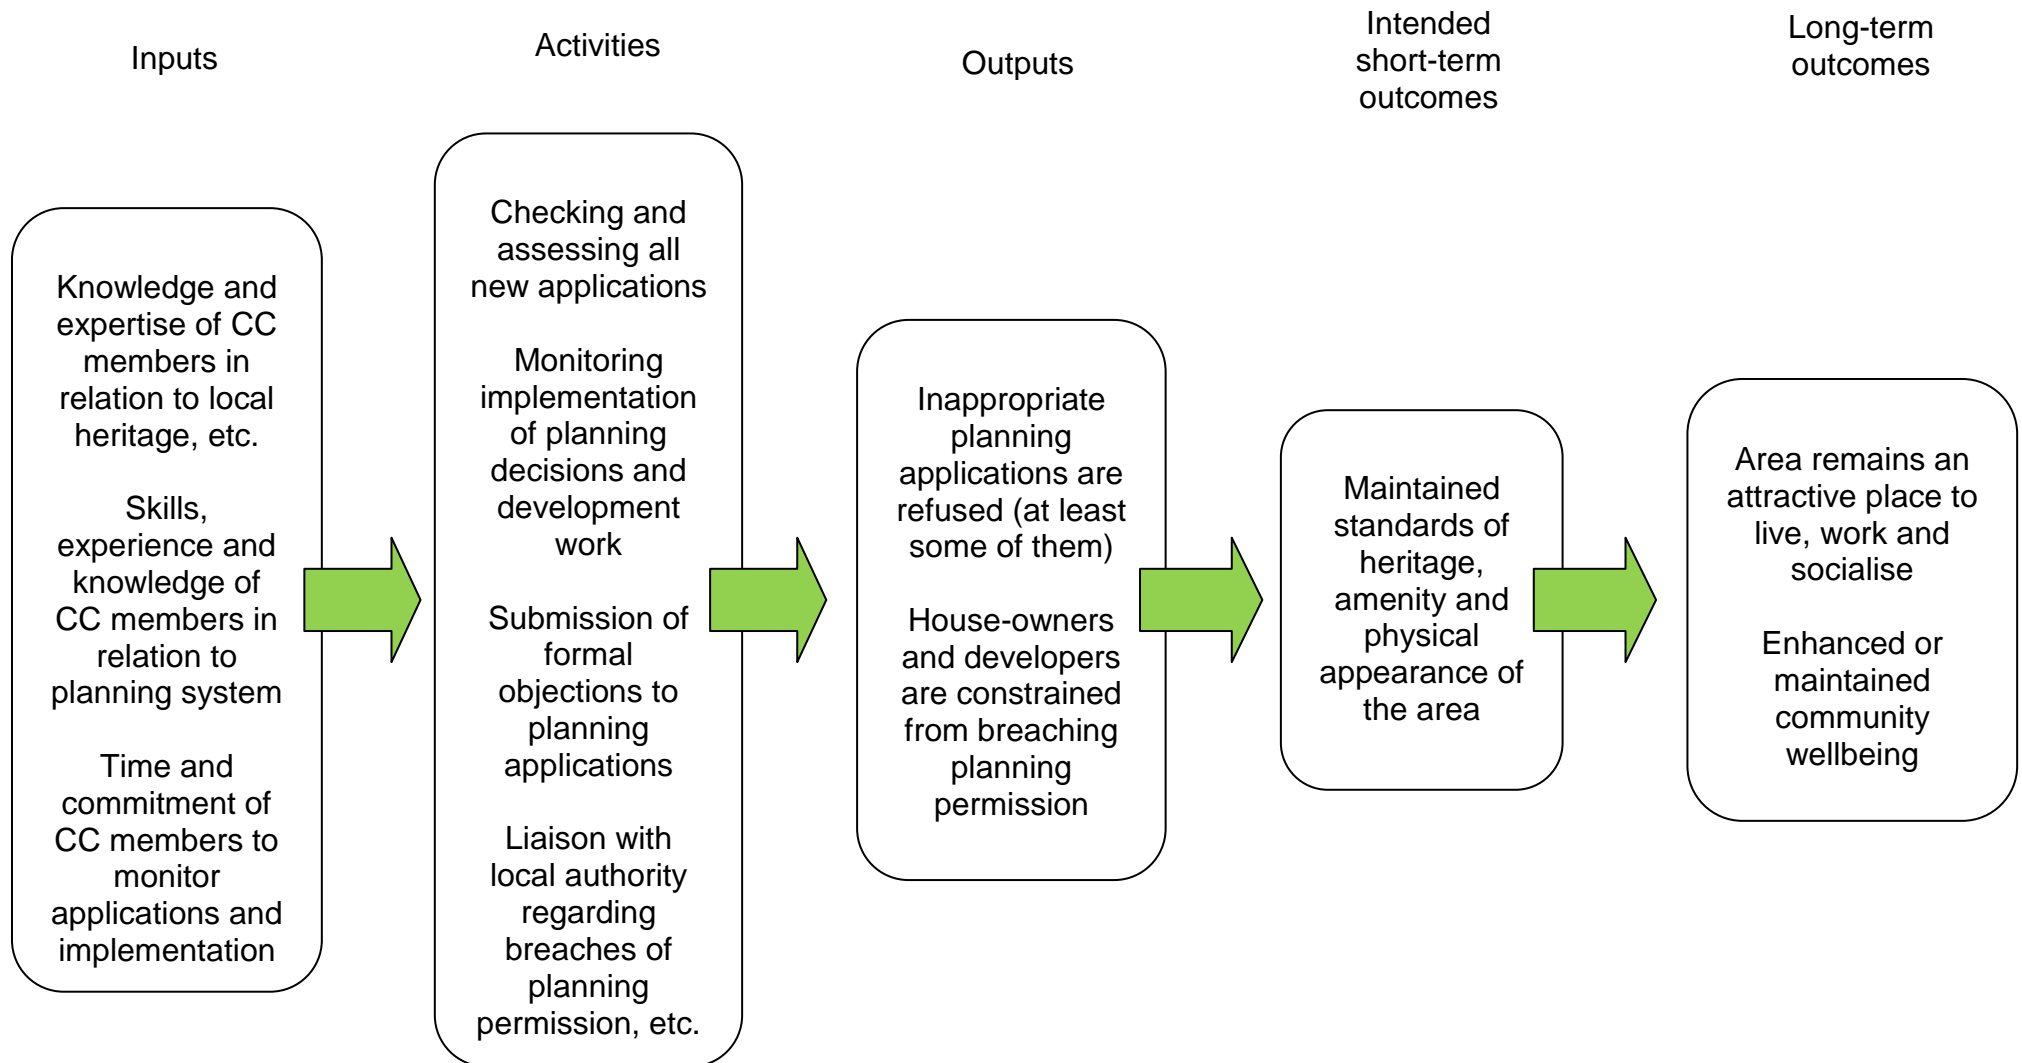 Inputs
Activities
Outputs
Intended
short-term
outcomes
Long-term
outcomes
Knowledge and
expertise of CC
members in
relation to local
heritage, etc.
Skills,
experience and
knowledge of
CC members in
relation to
planning system
Time and
commitment of
CC members to
monitor
applications and
implementation
Checking and
assessing all
new applications
Monitoring
implementation
of planning
decisions and
development
work
Submission of
formal
objections to
planning
applications
Liaison with
local authority
regarding
breaches of
planning
permission, etc.
Inappropriate
planning
applications are
refused (at least
some of them)
House-owners
and developers
are constrained
from breaching
planning
permission
Maintained
standards of
heritage,
amenity and
physical
appearance of
the area
Area remains an
attractive place to
live, work and
socialise
Enhanced or
maintained
community
wellbeing